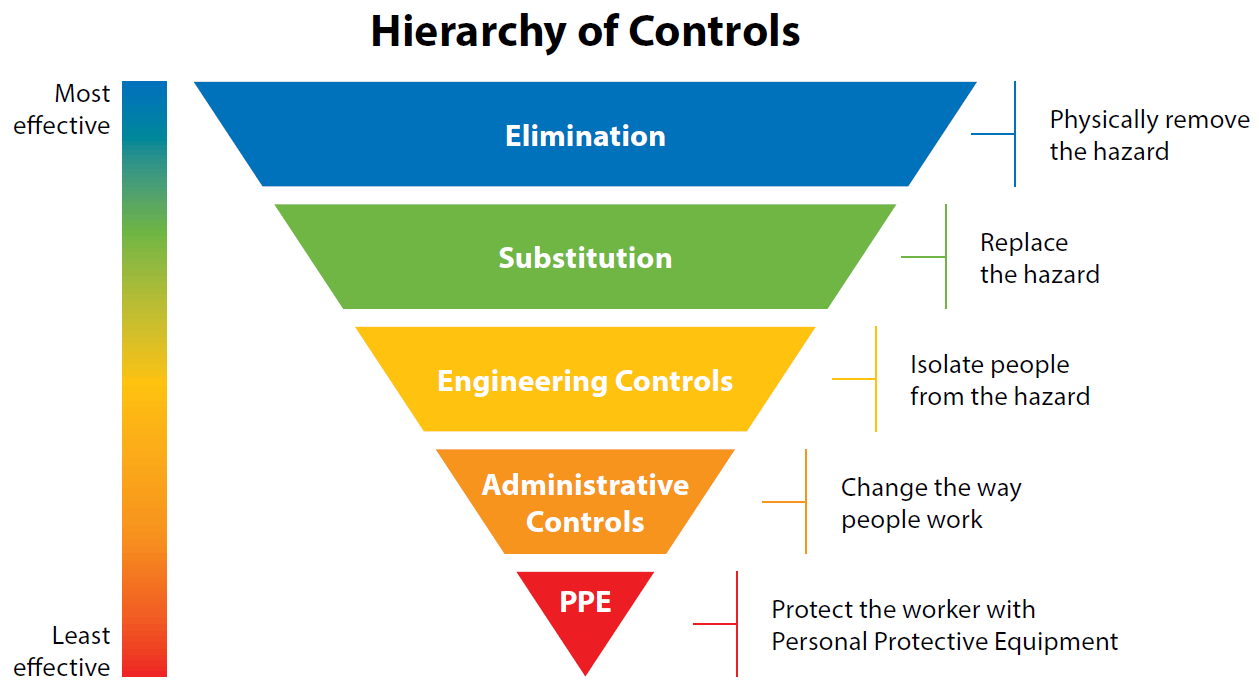 Hierarchy of Controls
Most
effective
Elimination
Physically remove
the hazard
Substitution
Replace
the hazard
Engineering Controls
Isolate people
from the hazard
Administrative
Controls
Change the way
people work
PPE
Protect the worker with
Personal Protective Equipment
Least
effective